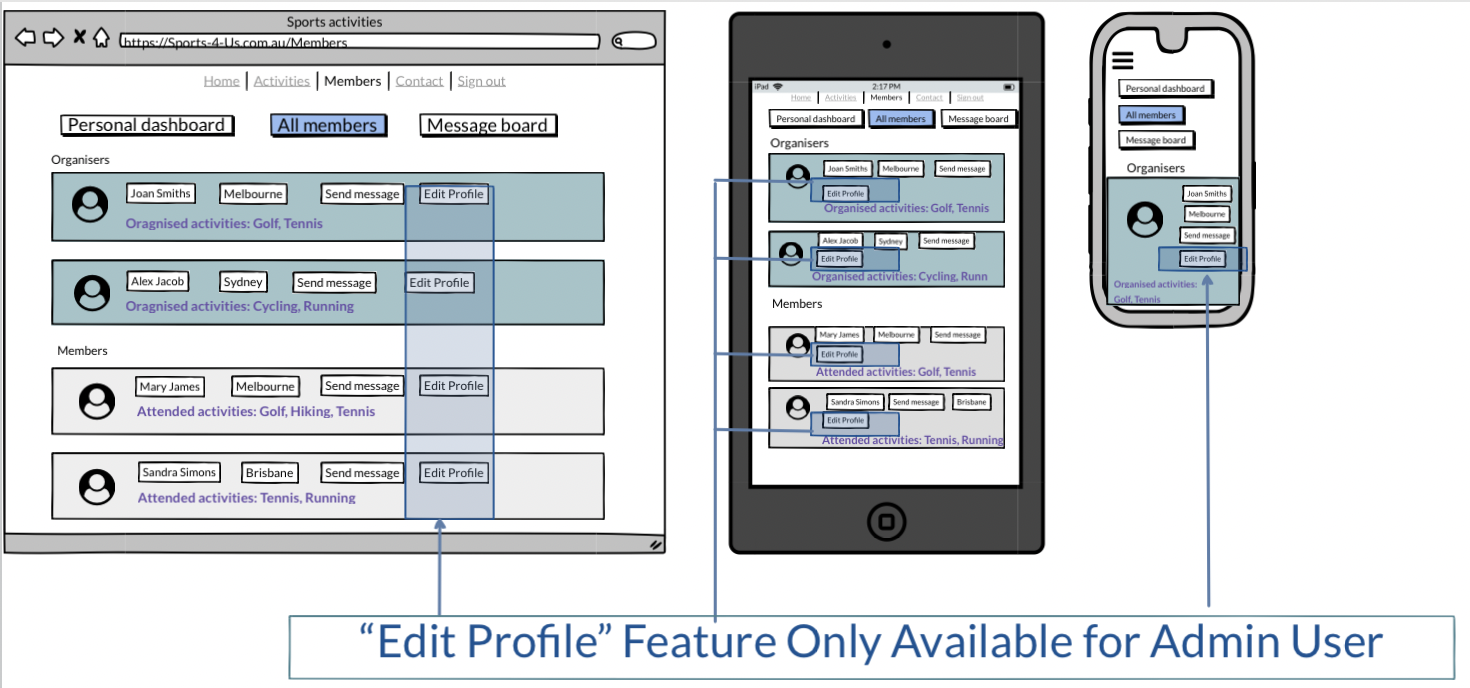 Sports activities
https://Sports-4-Us.com.au/Members
Home Activities Members Contact Sign out
Personal dashboard All members Message board
Organisers
Joan Smiths Melbourne Send message Edit Profile
Oragnised activities: Golf, Tennis
Alex Jacob Sydney Send message Edit Profile
Oragnised activities: Cycling, Running
Members
Mary James Melbourne Send message Edit Profile
Attended activities: Golf, Hiking, Tennis
Sandra Simons Brisbane Send message Edit Profile
Attended activities: Tennis, Running
iPad 2:17 PM
Home Activities Members Contact Sign out
Personal dashboard All members Message board
Organisers
Joan Smiths Melbourne Send message
Edit Profile
Organised activities: Golf, Tennis
Alex Jacob Sydney Send message
Edit Profile
Organised activities: Cycling, Runn
Members
Mary James Melbourne Send message
Edit Profile
Attended activities: Golf, Tennis
Sandra Simons Send message Brisbane
Edit Profile
Attended activities: Tennis, Running
Personal dashboard
All members
Message board
Organisers
Joan Smiths
Melbourne
Send message
Edit Profile
Organised activities:
Golf, Tennis
“Edit Profile” Feature Only Available for Admin User